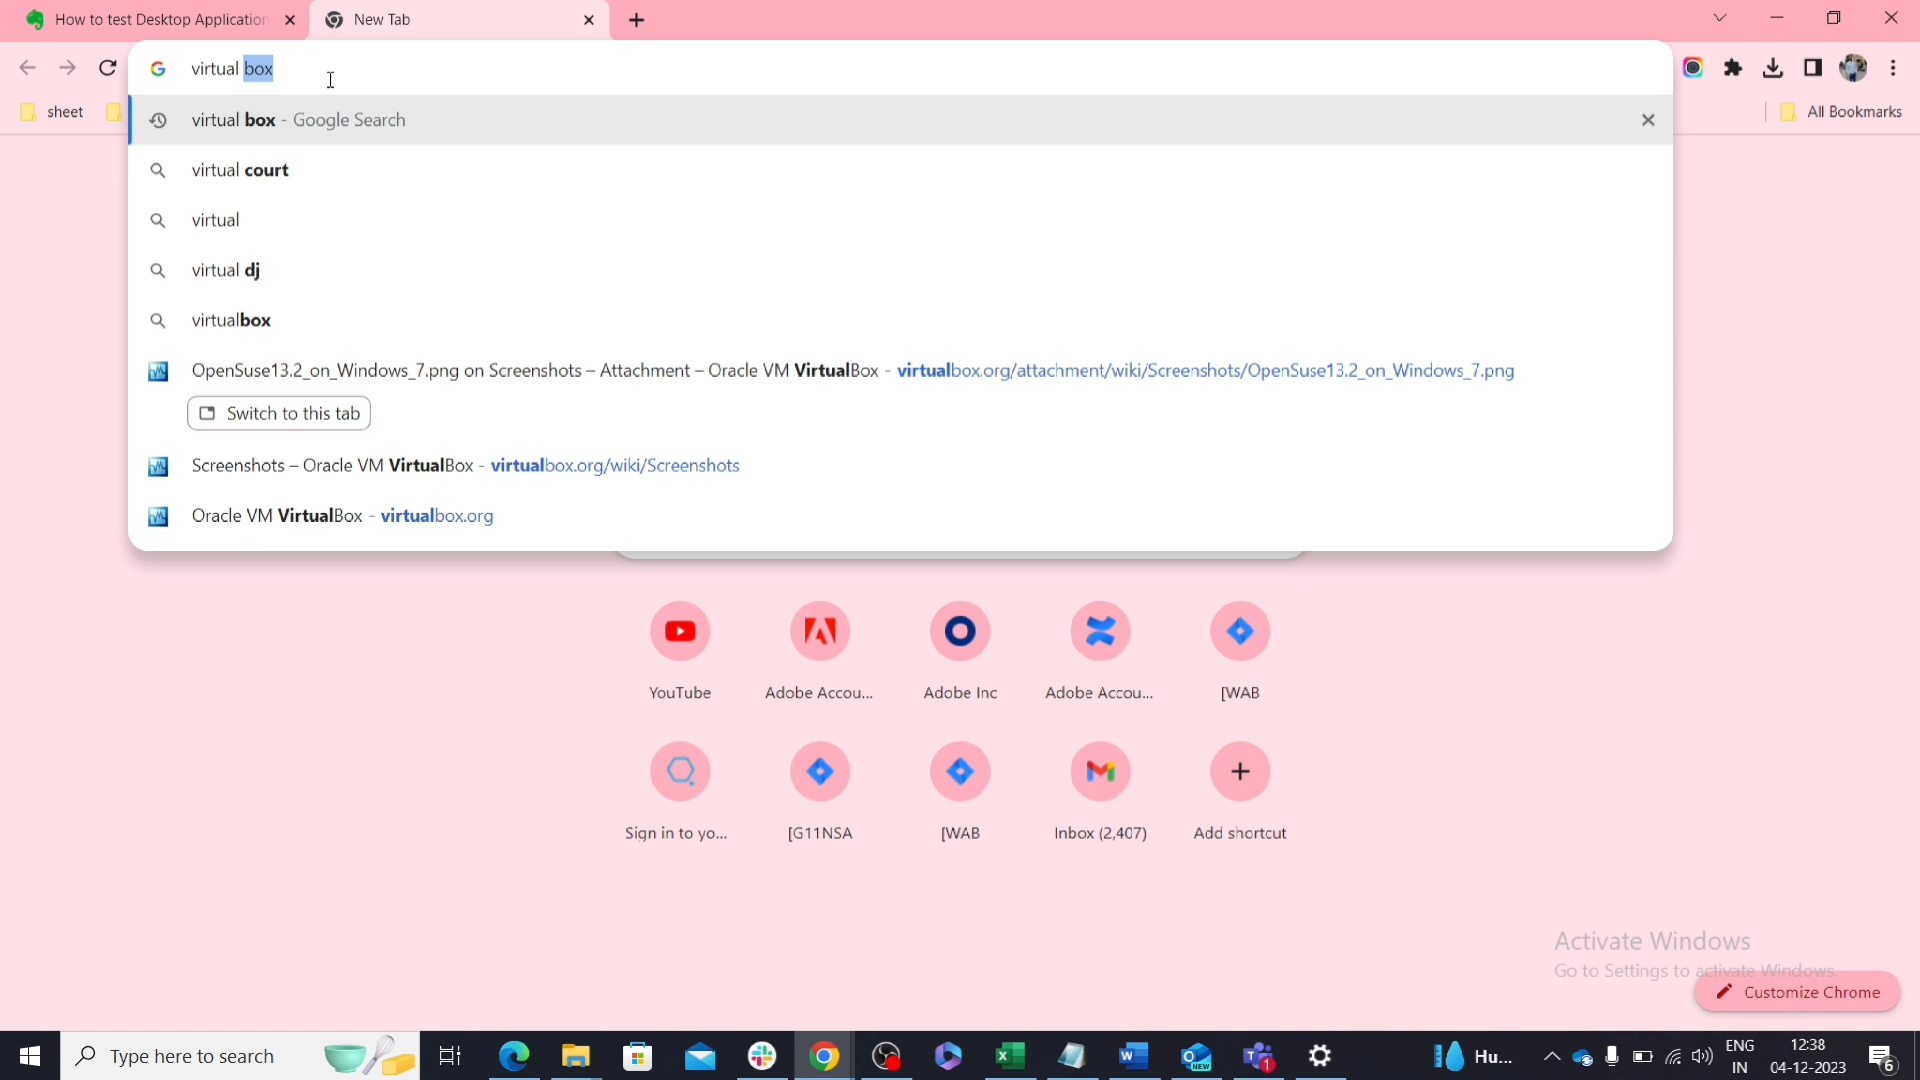 How to test Desktop Application
New Tab
virtual box
sheet
All Bookmarks
virtual box - Google Search
virtual court
virtual
virtual dj
virtualbox
OpenSuse13.2_on_Windows_7.png on Screenshots – Attachment – Oracle VM VirtualBox - virtualbox.org/attachment/wiki/Screenshots/OpenSuse13.2_on_Windows_7.png
Switch to this tab
Screenshots – Oracle VM VirtualBox - virtualbox.org/wiki/Screenshots
Oracle VM VirtualBox - virtualbox.org
YouTube
Adobe Accou...
Adobe Inc
Adobe Accou...
[WAB
Sign in to yo...
[G11NSA
[WAB
Inbox (2,407)
Add shortcut
Activate Windows
Go to Settings to activate Windows.
Customize Chrome
Type here to search
NEW
1
Hu...
ENG
IN
12:38
04-12-2023
6